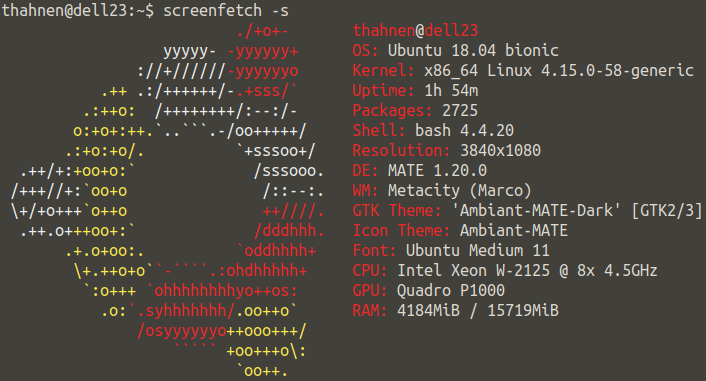 thahnen@dell23:~$ screenfetch -s
                          ./+o+-       thahnen@dell23
                  yyyyy- -yyyyyy+      OS: Ubuntu 18.04 bionic
               ://+//////-yyyyyyo      Kernel: x86_64 Linux 4.15.0-58-generic
           .++ .:/++++++/-.+sss/`      Uptime: 1h 54m
         .:++o:  /++++++++/:--:/-      Packages: 2725
        o:+o+:++.`..```.-/oo+++++/     Shell: bash 4.4.20
       .:+o:+o/.          `+sssoo+/    Resolution: 3840x1080
  .++/+:+oo+o:`             /sssooo.   DE: MATE 1.20.0
 /+++//+:`oo+o               /::--:.   WM: Metacity (Marco)
 \+/+o+++`o++o               ++////.   GTK Theme: 'Ambiant-MATE-Dark' [GTK2/3]
  .++.o+++oo+:`             /dddhhh.   Icon Theme: Ambiant-MATE
       .+.o+oo:.          `oddhhhh+    Font: Ubuntu Medium 11
        \+.++o+o``-````.:ohdhhhhh+     CPU: Intel Xeon W-2125 @ 8x 4.5GHz
         `:o+++ `ohhhhhhhhyo++os:      GPU: Quadro P1000
           .o:`.syhhhhhhh/.oo++o`      RAM: 4184MiB / 15719MiB
               /osyyyyyyo++ooo+++/
                   ````` +oo+++o\:
                          `oo++.